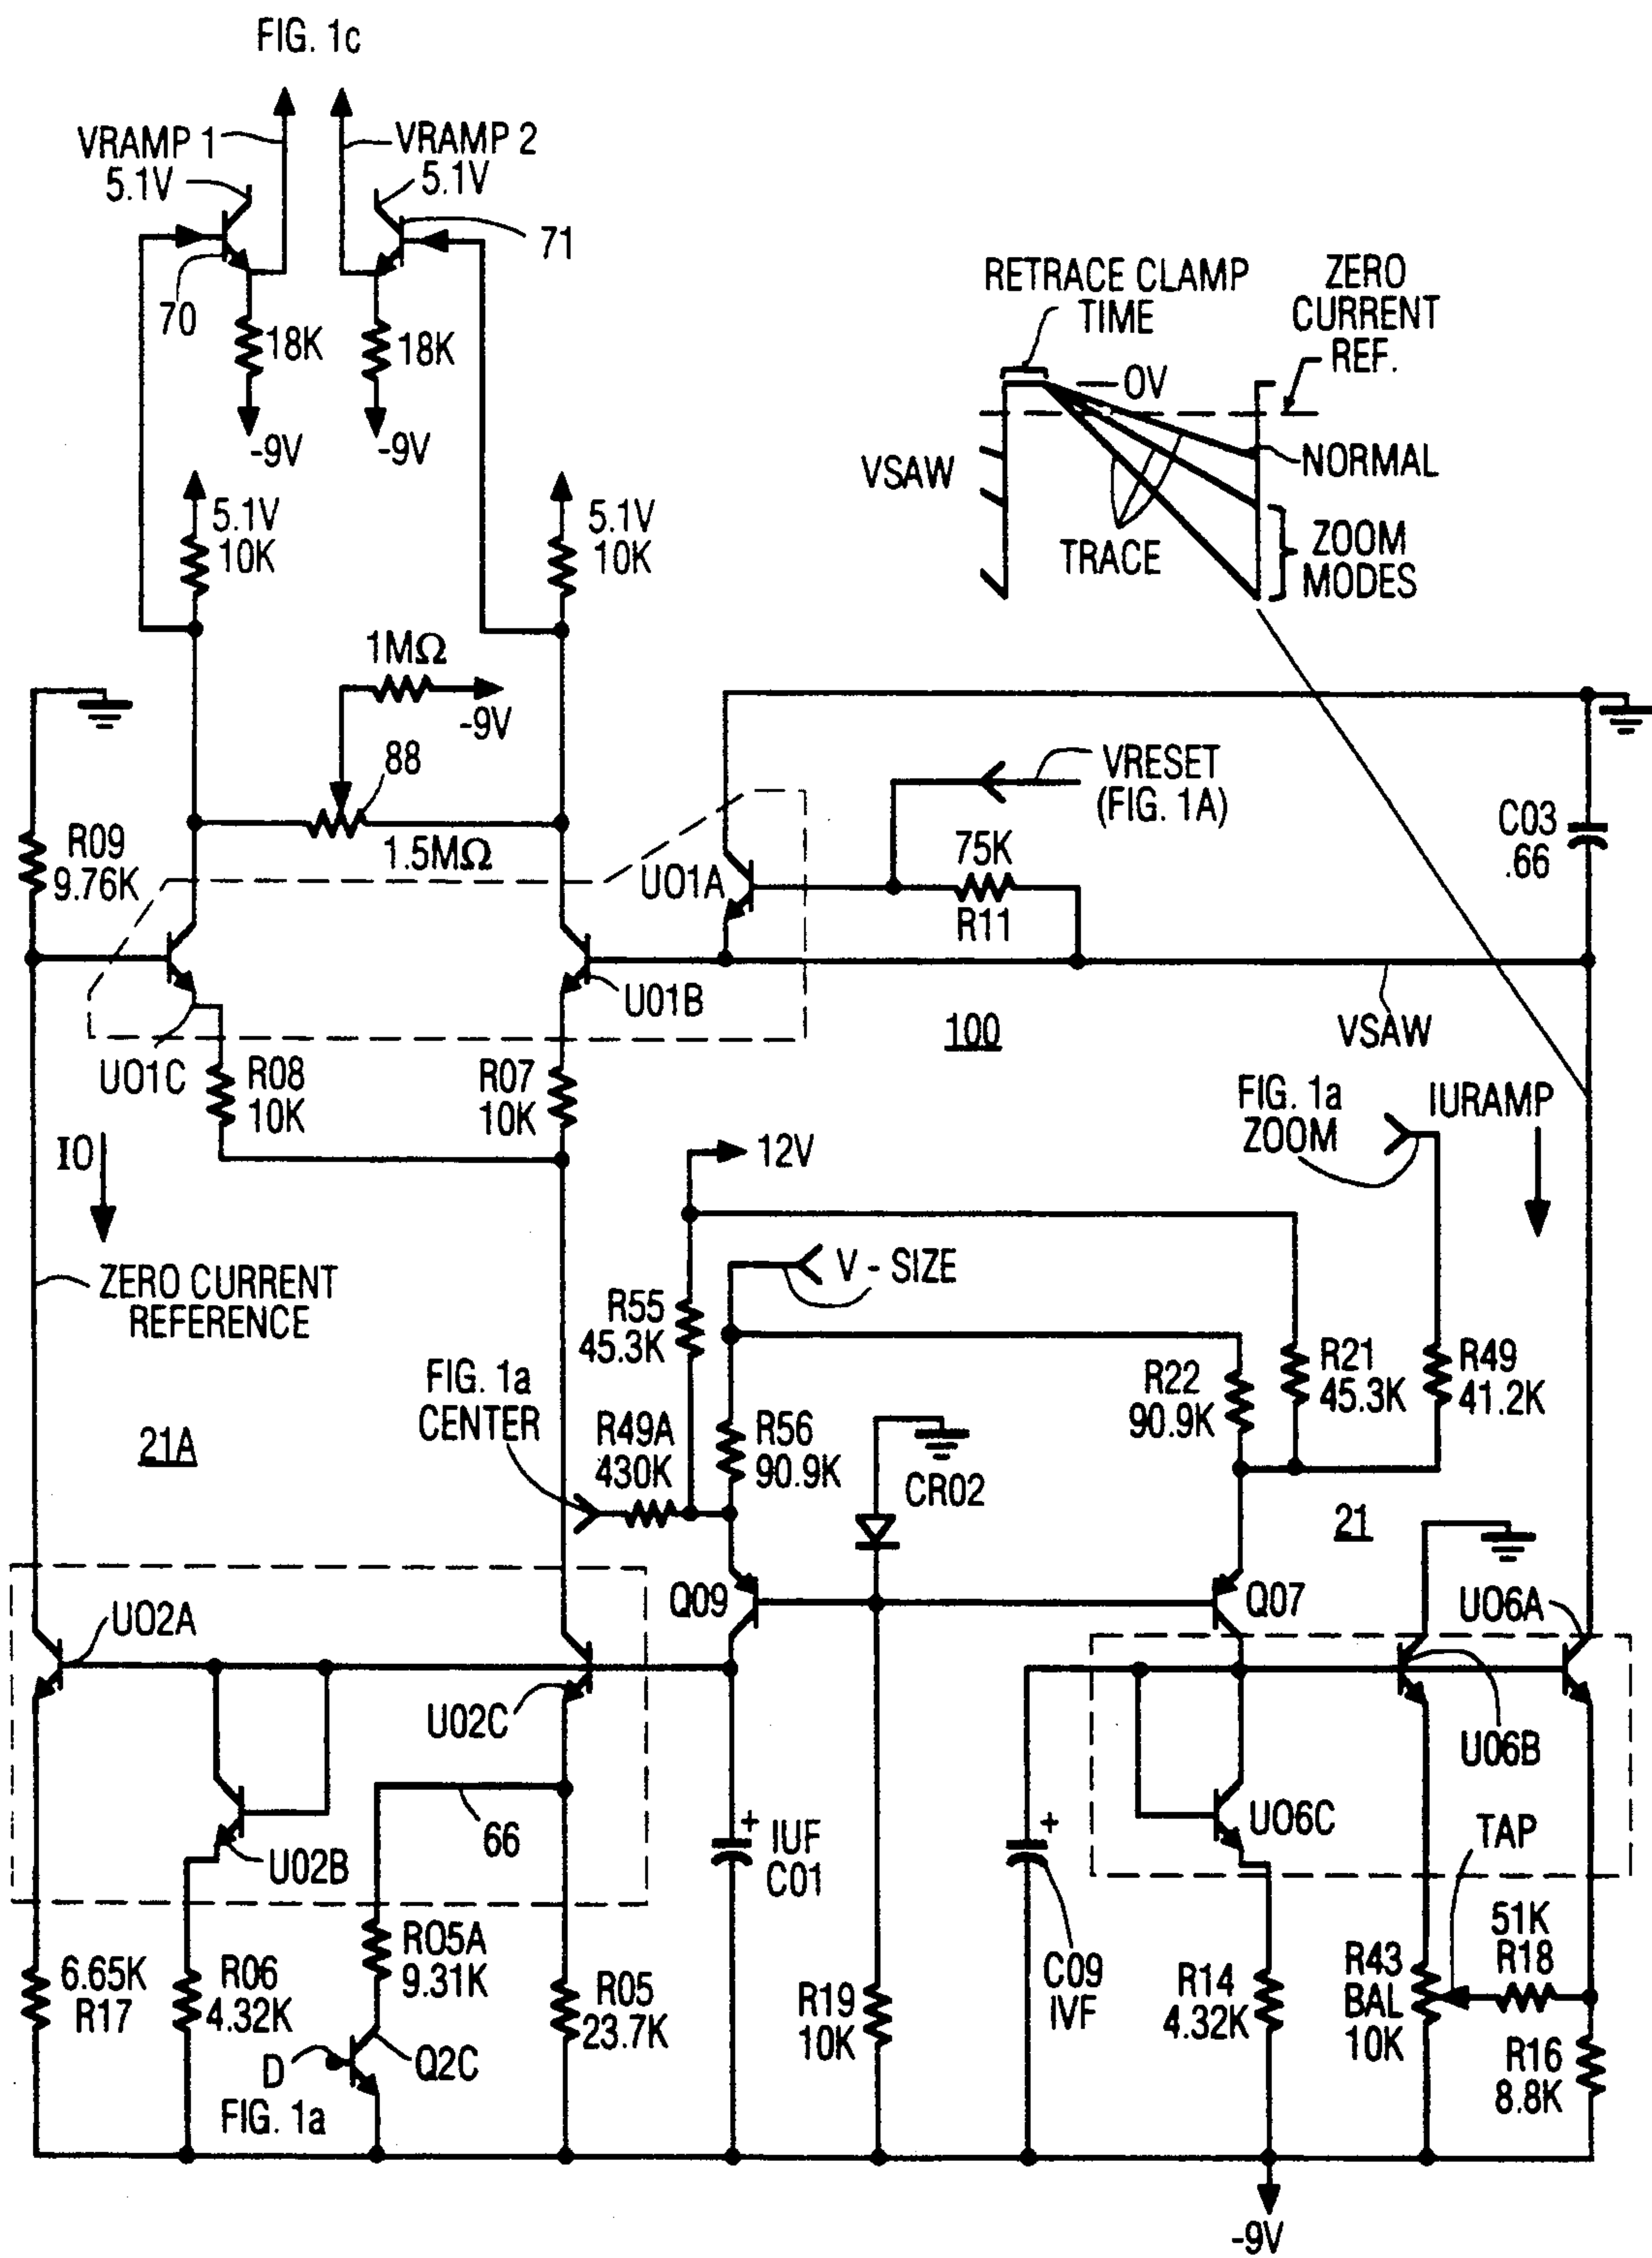 FIG. 1c
VRAMP 1
5.1V
VRAMP 2
5.1V
70
71
18K
18K
-9V
-9V
5.1V
10K
5.1V
10K
RETRACE CLAMP
TIME
ZERO
CURRENT
REF.
0V
VSAW
NORMAL
TRACE
ZOOM
MODES
1MΩ
-9V
88
1.5MΩ
R09
9.76K
VRESET
(FIG. 1A)
75K
R11
C03
.66
U01A
U01B
U01C
100
VSAW
R08
10K
R07
10K
IO
FIG. 1a
ZOOM
IURAMP
12V
ZERO CURRENT
REFERENCE
V - SIZE
R55
45.3K
R22
90.9K
R21
45.3K
R49
41.2K
FIG. 1a
CENTER
R49A
430K
R56
90.9K
CR02
21A
21
Q09
Q07
U02A
U06A
U02C
U06B
U02B
66
IUF
C01
U06C
TAP
R05A
9.31K
6.65K
R17
R06
4.32K
R05
23.7K
R19
10K
C09
IVF
R14
4.32K
R43
BAL
10K
51K
R18
R16
8.8K
D
FIG. 1a
Q2C
-9V